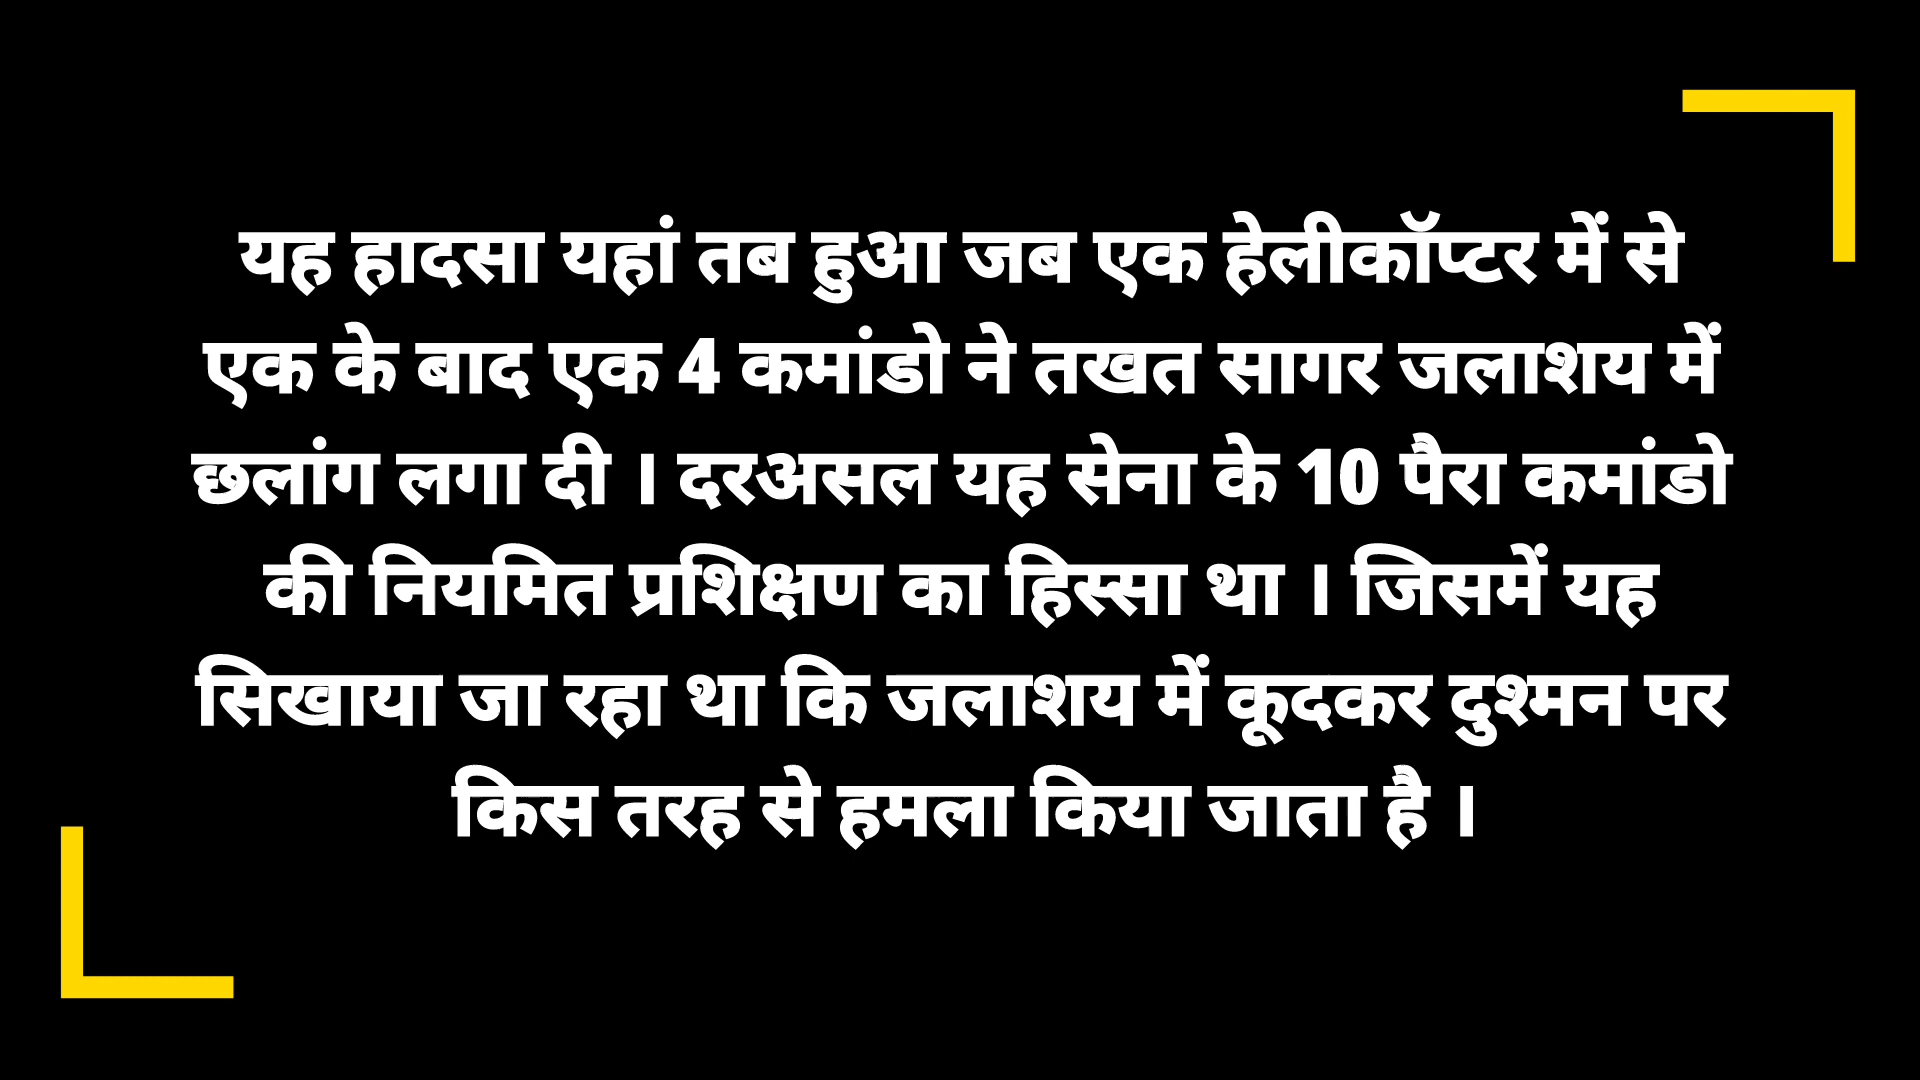 यह हादसा यहां तब हुआ जब एक हेलीकॉप्टर में से
एक के बाद एक 4 कमांडो ने तखत सागर जलाशय में
छलांग लगा दी । दरअसल यह सेना के 10 पैरा कमांडो
की नियमित प्रशिक्षण का हिस्सा था । जिसमें यह
सिखाया जा रहा था कि जलाशय में कूदकर दुश्मन पर
किस तरह से हमला किया जाता है ।